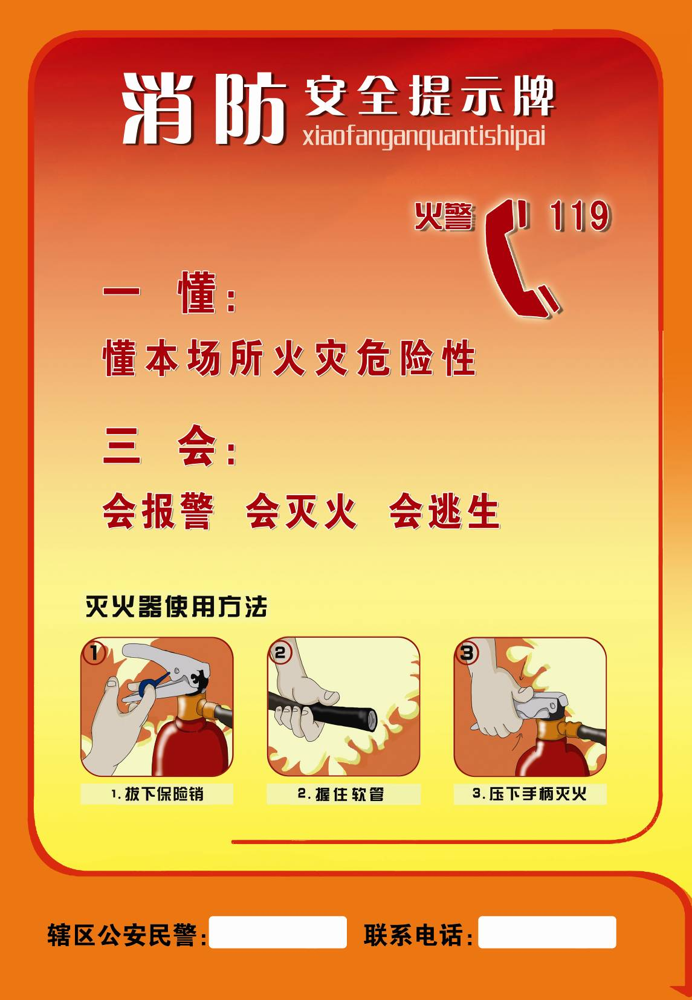 消防安全提示牌
xiaofanganquantishipai
火警 119
一 懂：
懂本场所火灾危险性
三 会：
会报警 会灭火 会逃生
灭火器使用方法
1
2
3
1.拔下保险销
2.握住软管
3.压下手柄灭火
辖区公安民警：
联系电话：